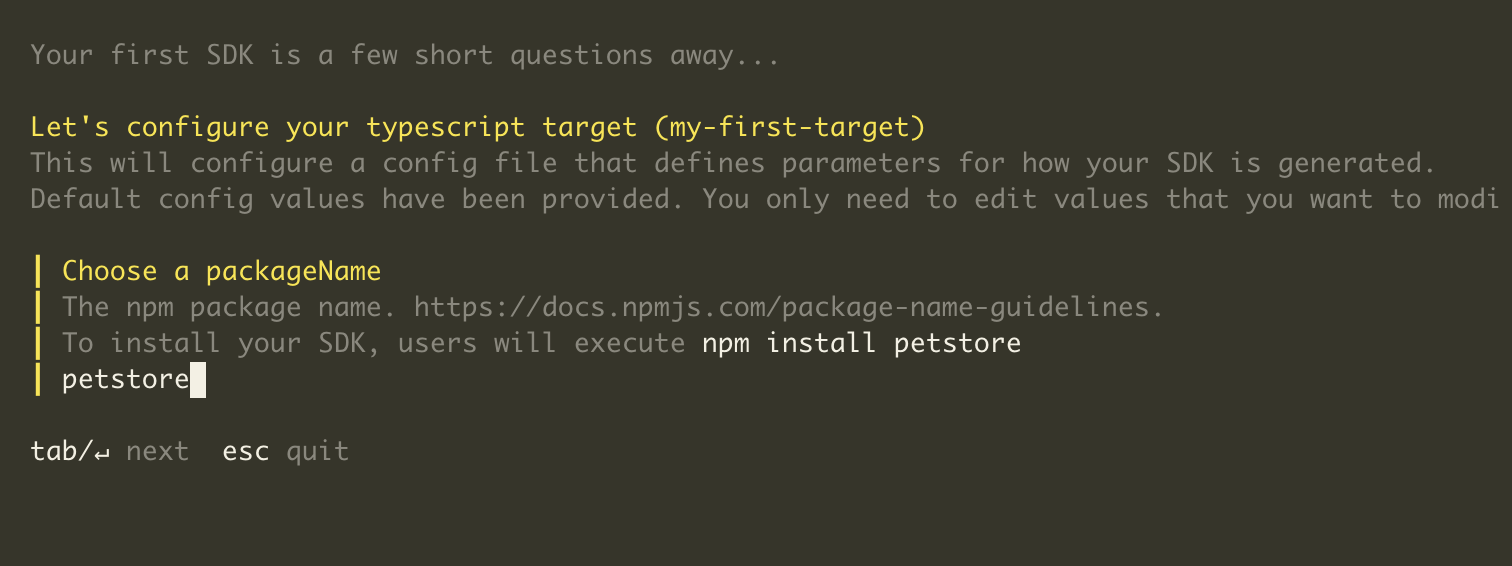 Your first SDK is a few short questions away...
Let's configure your typescript target (my-first-target)
This will configure a config file that defines parameters for how your SDK is generated.
Default config values have been provided. You only need to edit values that you want to modi
Choose a packageName
The npm package name. https://docs.npmjs.com/package-name-guidelines.
To install your SDK, users will execute npm install petstore
petstore
tab/↵ next  esc quit